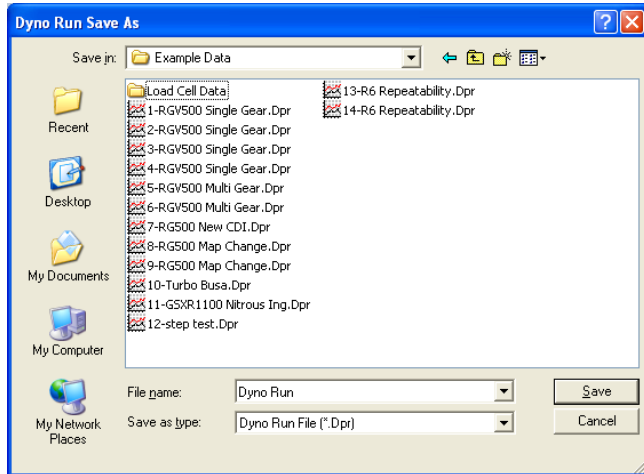 Dyno Run Save As
Save in: Example Data
Recent
Desktop
My Documents
My Computer
My Network
Places
Load Cell Data
1-RGV500 Single Gear.Dpr
2-RGV500 Single Gear.Dpr
3-RGV500 Single Gear.Dpr
4-RGV500 Single Gear.Dpr
5-RGV500 Multi Gear.Dpr
6-RGV500 Multi Gear.Dpr
7-RG500 New CDI.Dpr
8-RG500 Map Change.Dpr
9-RG500 Map Change.Dpr
10-Turbo Busa.Dpr
11-GSXR1100 Nitrous Ing.Dpr
12-step test.Dpr
13-R6 Repeatability.Dpr
14-R6 Repeatability.Dpr
File name: Dyno Run Save
Save as type: Dyno Run File (*.Dpr) Cancel